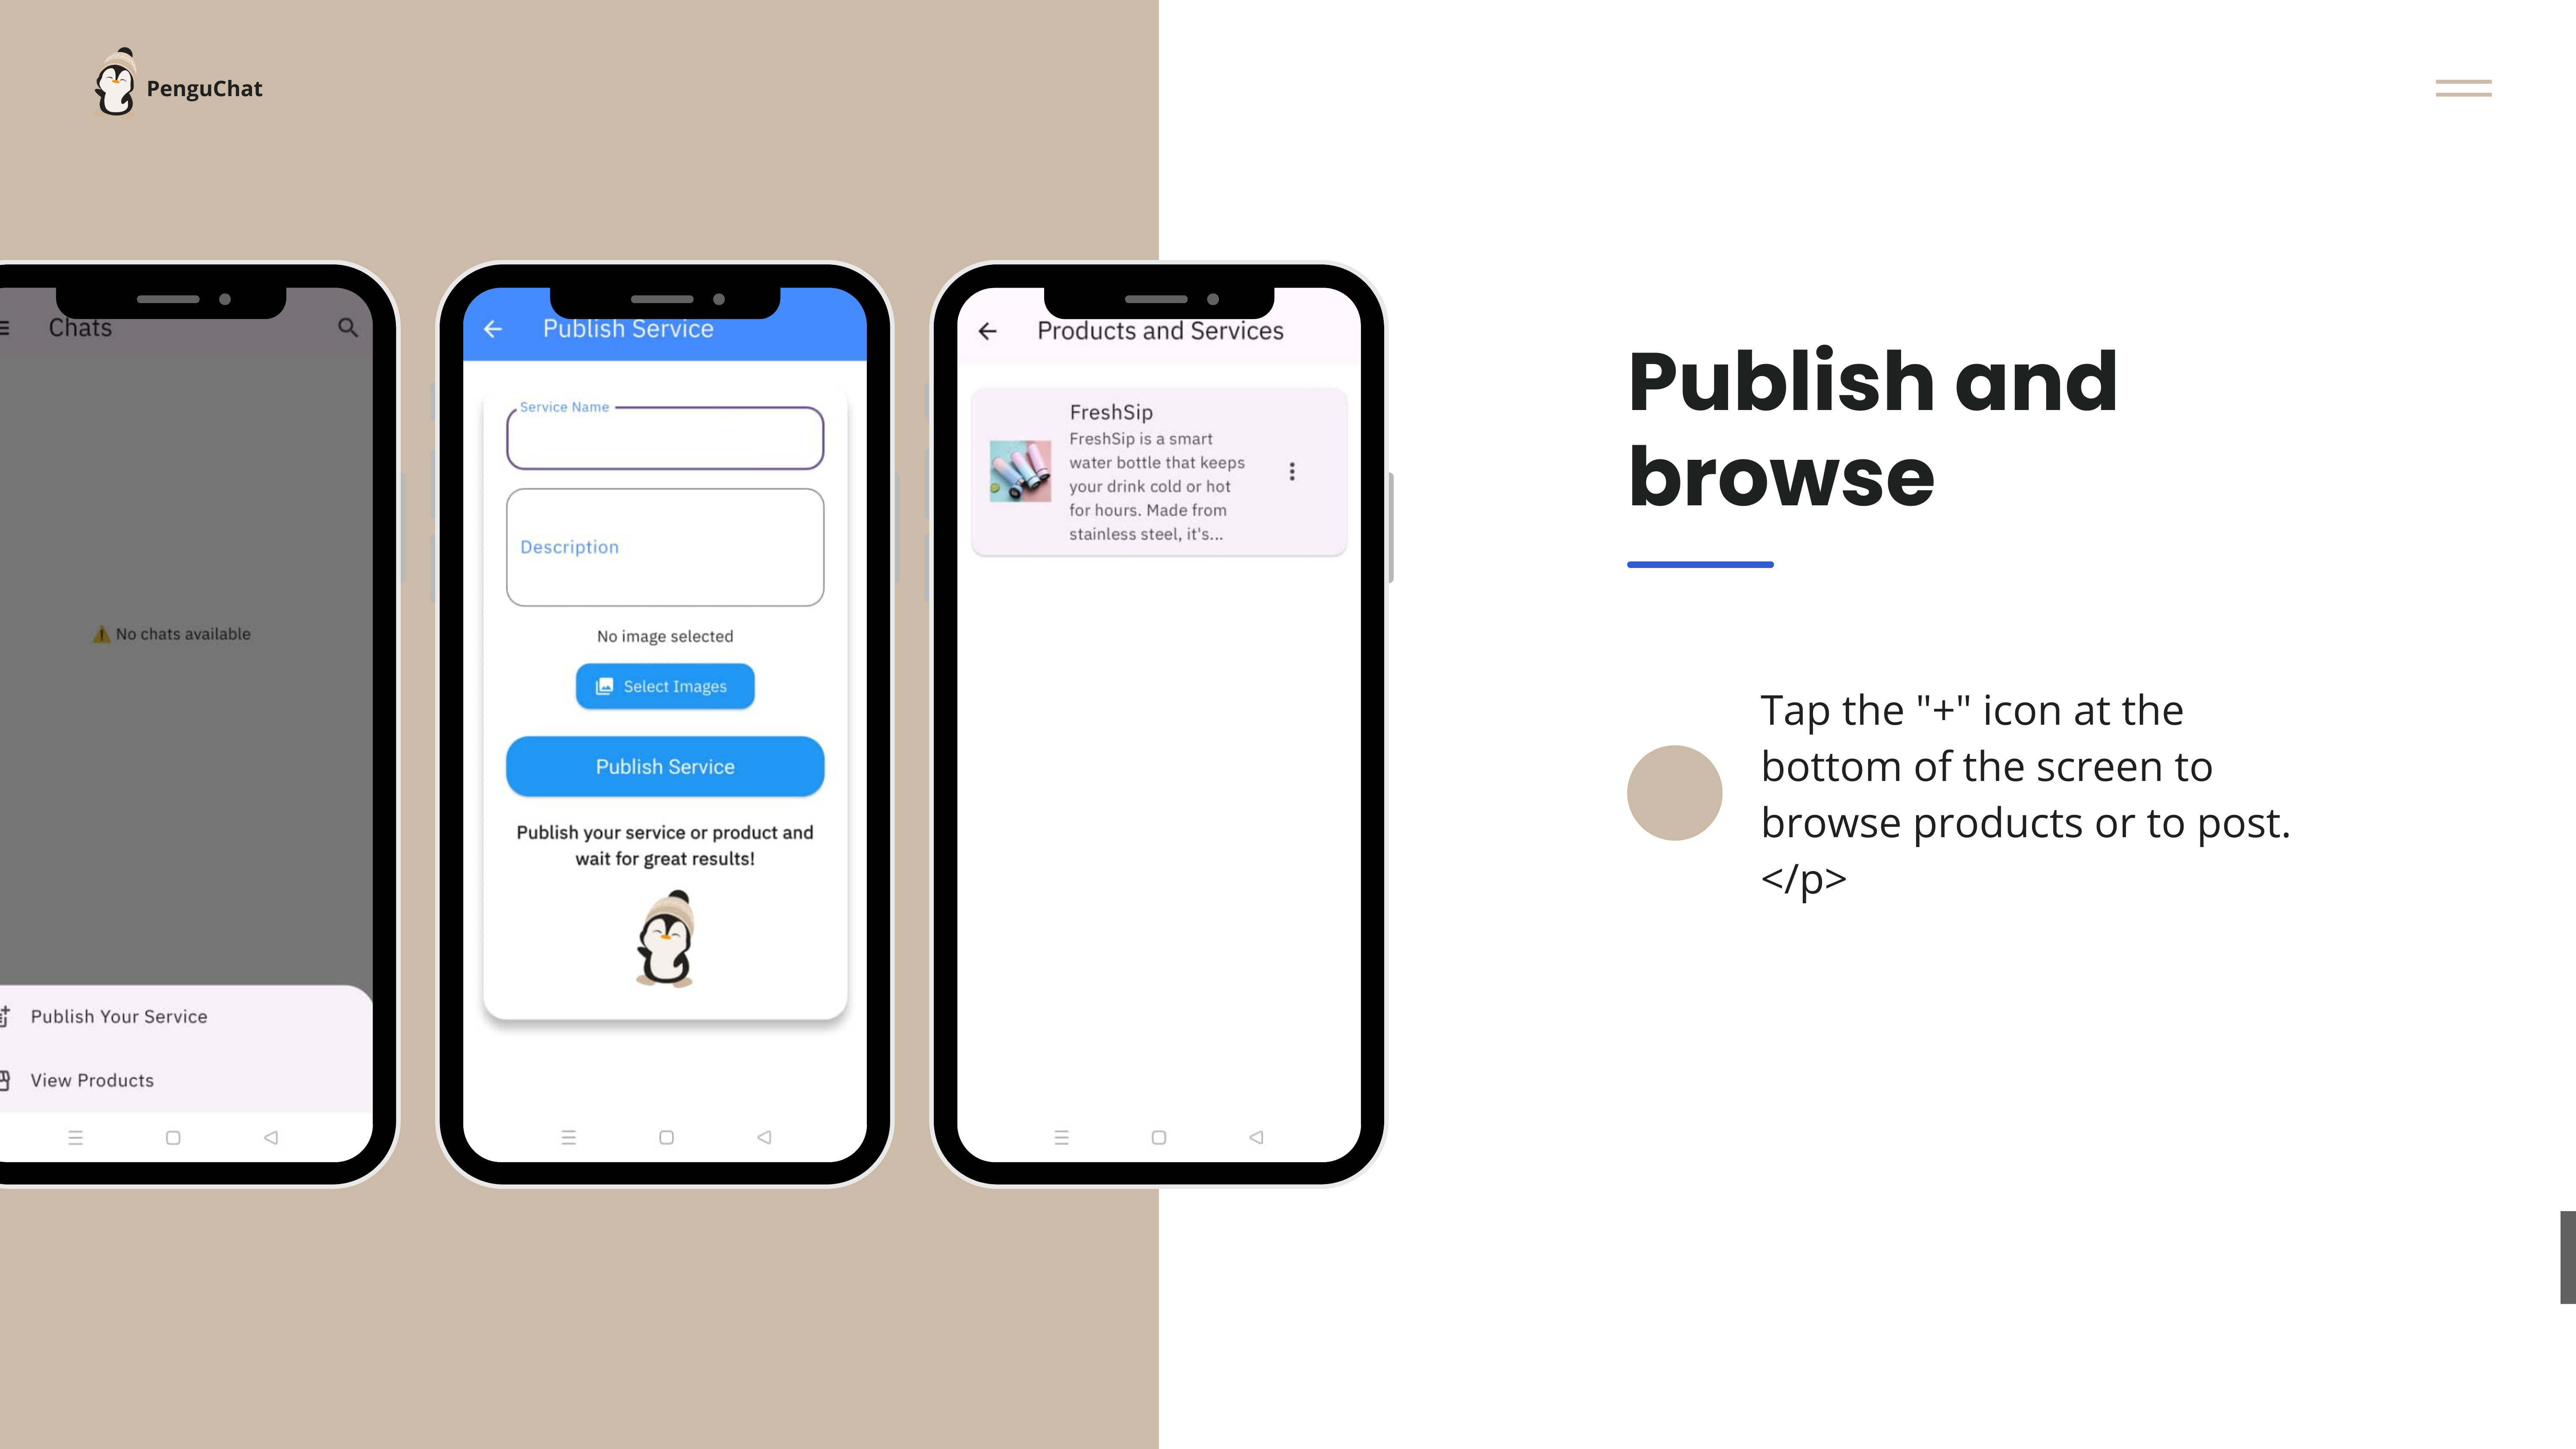 PenguChat
Chats
No chats available
Publish Your Service
View Products
Publish Service
Service Name
Description
No image selected
Select Images
Publish Service
Publish your service or product and
wait for great results!
Products and Services
FreshSip
FreshSip is a smart
water bottle that keeps
your drink cold or hot
for hours. Made from
stainless steel, it's...
Publish and
browse
Tap the "+" icon at the
bottom of the screen to
browse products or to post.
</p>